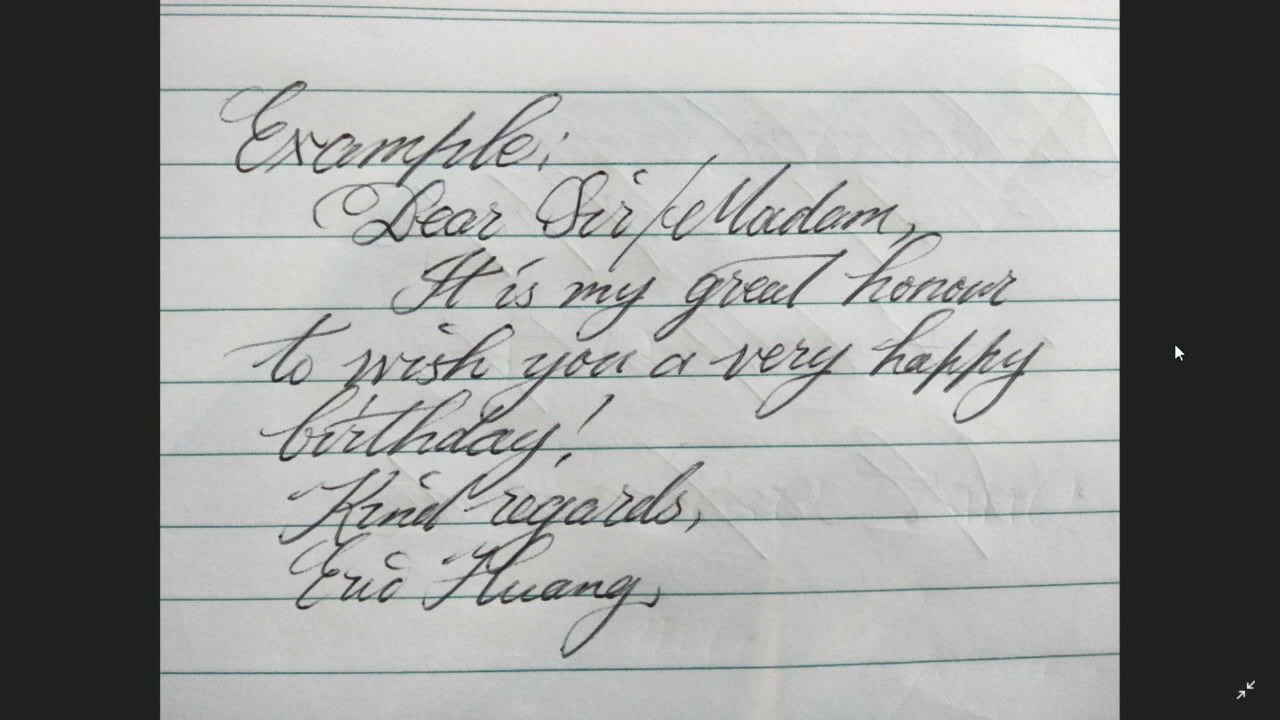 Example:
Dear Sir/Madam,
It is my great honour
to wish you a very happy
birthday!
Kind regards,
Eric Huang,